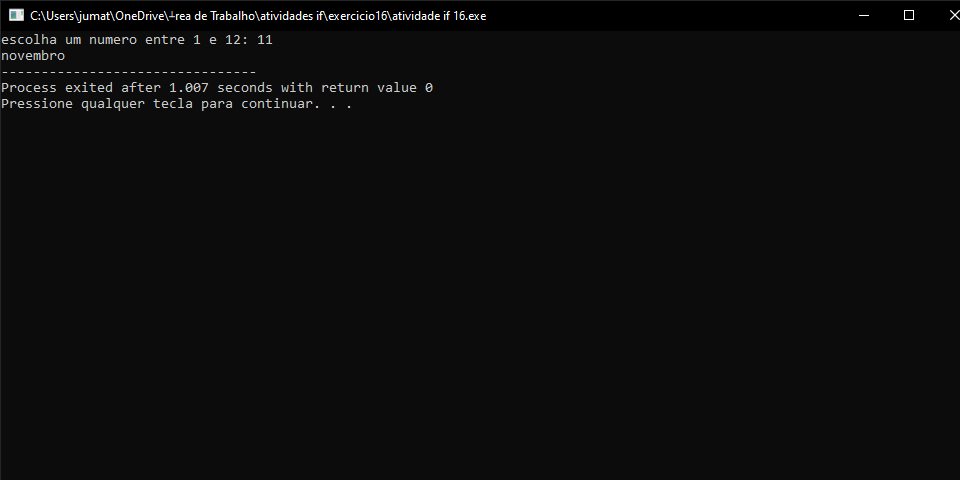 C:\Users\jumat\OneDrive\┴rea de Trabalho\atividades if\exercicio16\atividade if 16.exe
escolha um numero entre 1 e 12: 11
novembro
--------------------------------
Process exited after 1.007 seconds with return value 0
Pressione qualquer tecla para continuar. . .